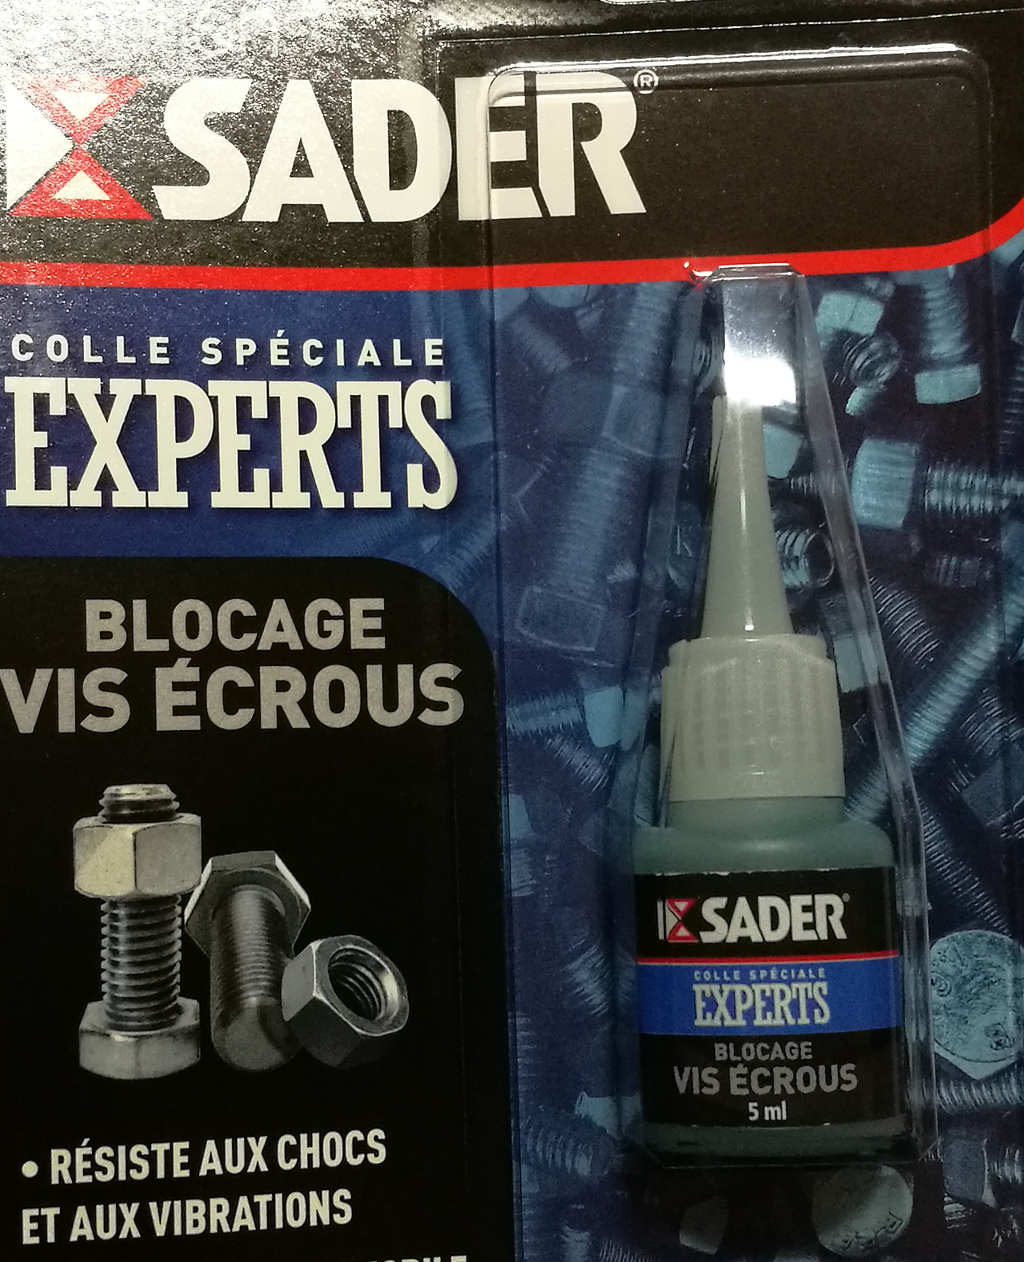 SADER®
COLLE SPÉCIALE
EXPERTS
BLOCAGE
VIS ÉCROUS
• RÉSISTE AUX CHOCS
ET AUX VIBRATIONS
SADER®
COLLE SPÉCIALE
EXPERTS
BLOCAGE
VIS ÉCROUS
5 ml